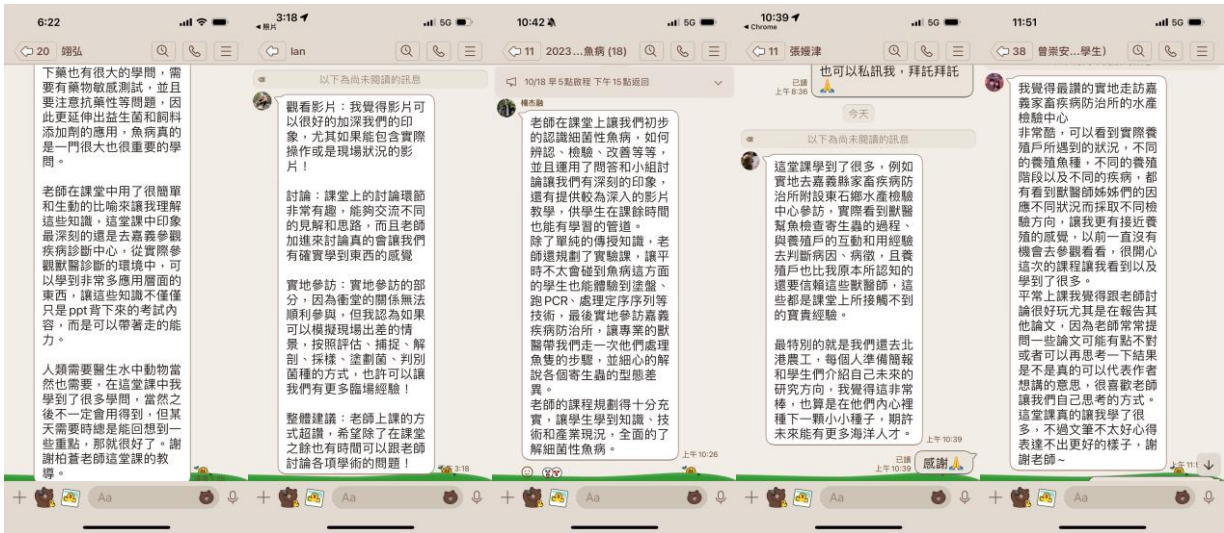 6:22
20 翊弘
下藥也有很大的學問，需
要有藥物敏感測試，並且
要注意抗藥性等問題，因
此更延伸出益生菌和飼料
添加劑的應用，魚病真的
是一門很大也很重要的學
問。
老師在課堂中用了很簡單
和生動的比喻來讓我理解
這些知識，這堂課中印象
最深刻的還是去嘉義參觀
疾病診斷中心，從實際參
觀獸醫診斷的環境中，可
以學到非常多應用層面的
東西，讓這些知識不僅僅
只是ppt背下來的考試內
容，而是可以帶著走的能
力。
人類需要醫生水中動物當
然也需要，在這堂課中我
學到了很多學問，當然之
後不一定會用得到，但某
天需要時總是能回想到一
些重點，那就很好了。謝
謝柏蒼老師這堂課的教
導。
Aa
3:18
5G
照片
Ian
以下為尚未閱讀的訊息
觀看影片：我覺得影片可
以很好的加深我們的印
象，尤其如果能包含實際
操作或是現場狀況的影
片！
討論：課堂上的討論環節
非常有趣，能夠交流不同
的見解和思路，而且老師
加進來討論真的會讓我們
有確實學到東西的感覺
實地參訪：實地參訪的部
分，因為衝堂的關係無法
順利參與，但我認為如果
可以模擬現場出差的情
景，按照評估、捕捉、解
剖、採樣、塗劃菌、判別
菌種的方式，也許可以讓
我們有更多臨場經驗！
整體建議：老師上課的方
式超讚，希望除了在課堂
之餘也有時間可以跟老師
討論各項學術的問題！
3:18
Aa
10:42
5G
11 2023...魚病 (18)
10/18 早5點啟程 下午15點返回
楊杰融
老師在課堂上讓我們初步
的認識細菌性魚病，如何
辨認、檢驗、改善等等，
並且運用了問答和小組討
論讓我們有深刻的印象，
還有提供較為深入的影片
教學，供學生在課餘時間
也能有學習的管道。
除了單純的傳授知識，老
師還規劃了實驗課，讓平
時不太會碰到魚病這方面
的學生也能體驗到塗盤、
跑PCR、處理定序序列等
技術，最後實地參訪嘉義
疾病防治所，讓專業的獸
醫帶我們走一次他們處理
魚隻的步驟，並細心的解
說各個寄生蟲的型態差
異。
老師的課程規劃得十分充
實，讓學生學到知識、技
術和產業現況，全面的了
解細菌性魚病。
上午 10:26
Aa
10:39
5G
Chrome
11 張嫚津
也可以私訊我，拜託拜託
已讀
上午 8:36
今天
以下為尚未閱讀的訊息
這堂課學到了很多，例如
實地去嘉義縣家畜疾病防
治所附設東石鄉水產檢驗
中心參訪，實際看到獸醫
幫魚檢查寄生蟲的過程、
與養殖戶的互動和用經驗
去判斷病因、病徵，且養
殖戶也比我原本所認知的
還要信賴這些獸醫師，這
些都是課堂上所接觸不到
的寶貴經驗。
最特別的就是我們還去北
港農工，每個人準備簡報
和學生們介紹自己未來的
研究方向，我覺得這非常
棒，也算是在他們內心裡
種下一顆小小種子，期許
未來能有更多海洋人才。
上午 10:39
已讀
上午 10:39
感謝
Aa
11:51
5G
38 曾崇安...學生)
我覺得最讚的實地走訪嘉
義家畜疾病防治所的水產
檢驗中心
非常酷，可以看到實際養
殖戶所遇到的狀況，不同
的養殖魚種，不同的養殖
階段以及不同的疾病，都
有看到獸醫師姊姊們的因
應不同狀況而採取不同檢
驗方向，讓我更有接近養
殖的感覺，以前一直沒有
機會去參觀看看，很開心
這次的課程讓我看到以及
學到了很多。
平常上課我覺得跟老師討
論很好玩尤其是在報告其
他論文，因為老師常常提
問一些論文可能有點不對
或者可以再思考一下結果
是不是真的可以代表作者
想講的意思，很喜歡老師
讓我們自己思考的方式。
這堂課真的讓我學了很
多，不過文筆不太好心得
表達不出更好的樣子，謝
謝老師~
Aa